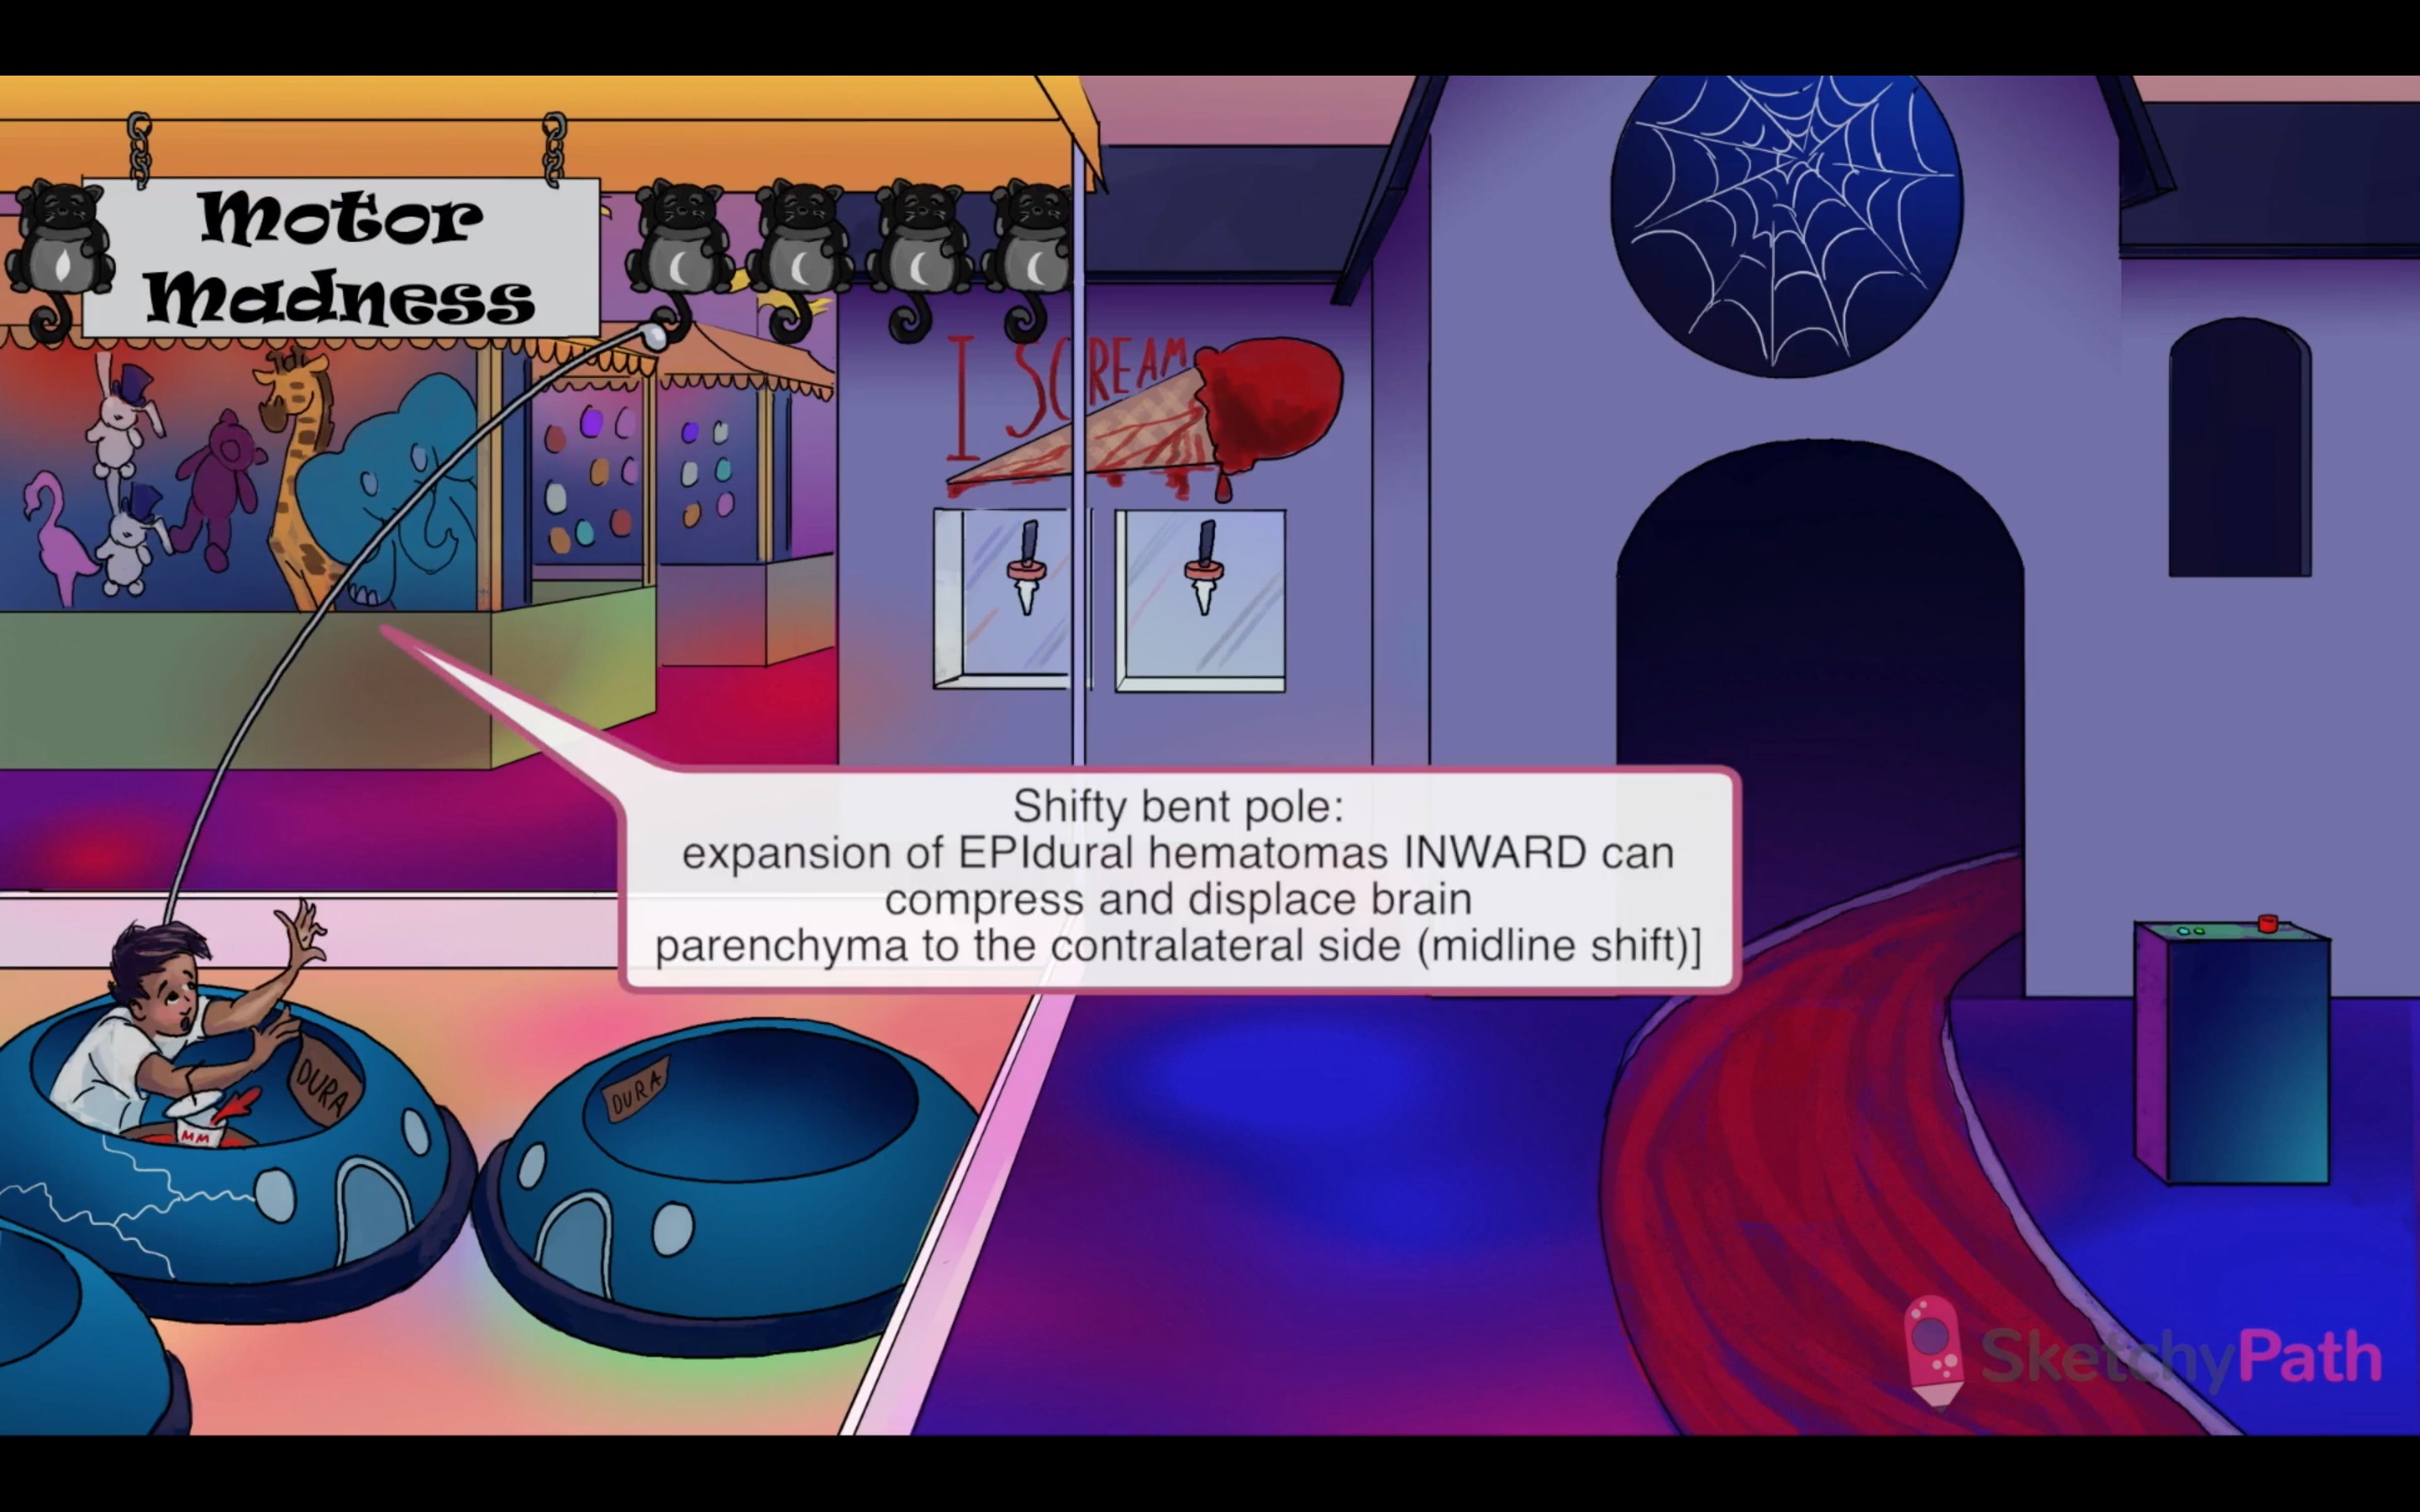 Motor
Madness
I SCREAM
Shifty bent pole:
expansion of EPIdural hematomas INWARD can
compress and displace brain
parenchyma to the contralateral side (midline shift)]
DURA
DURA
MM
SketchyPath